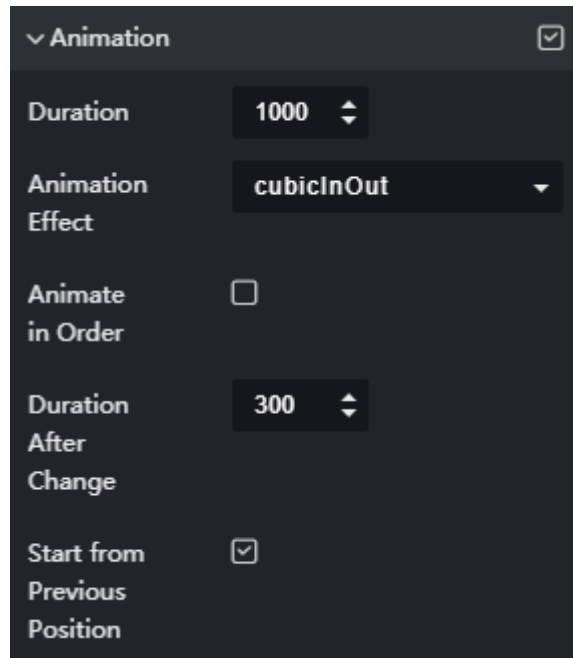 Animation
Duration 1000
Animation cubicInOut
Effect
Animate
in Order
Duration 300
After
Change
Start from
Previous
Position